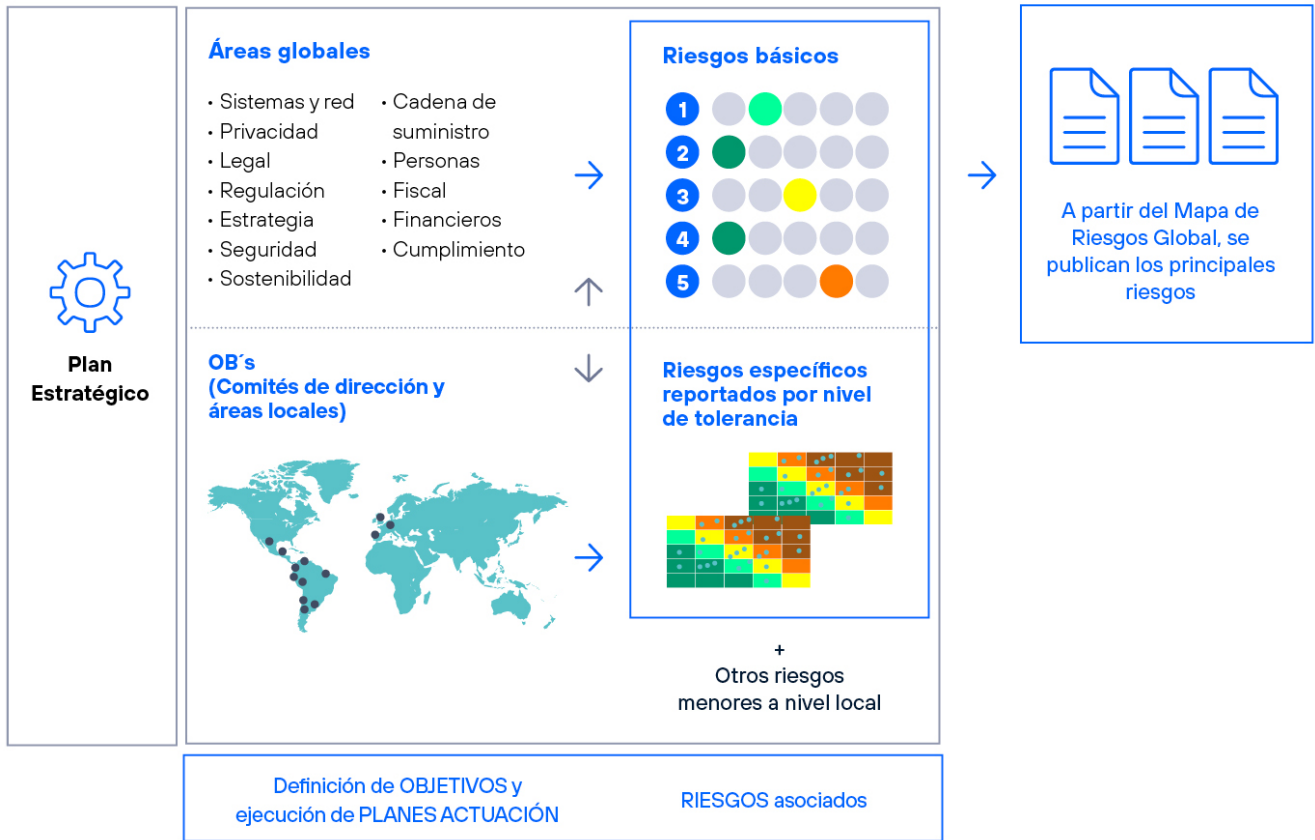 Plan
Estratégico
Áreas globales
• Sistemas y red
• Privacidad
• Legal
• Regulación
• Estrategia
• Seguridad
• Sostenibilidad
• Cadena de
suministro
• Personas
• Fiscal
• Financieros
• Cumplimiento
Riesgos básicos
1
2
3
4
5
OB´s
(Comités de dirección y
áreas locales)
Riesgos específicos
reportados por nivel
de tolerancia
+
Otros riesgos
menores a nivel local
A partir del Mapa de
Riesgos Global, se
publican los principales
riesgos
Definición de OBJETIVOS y
ejecución de PLANES ACTUACIÓN
RIESGOS asociados